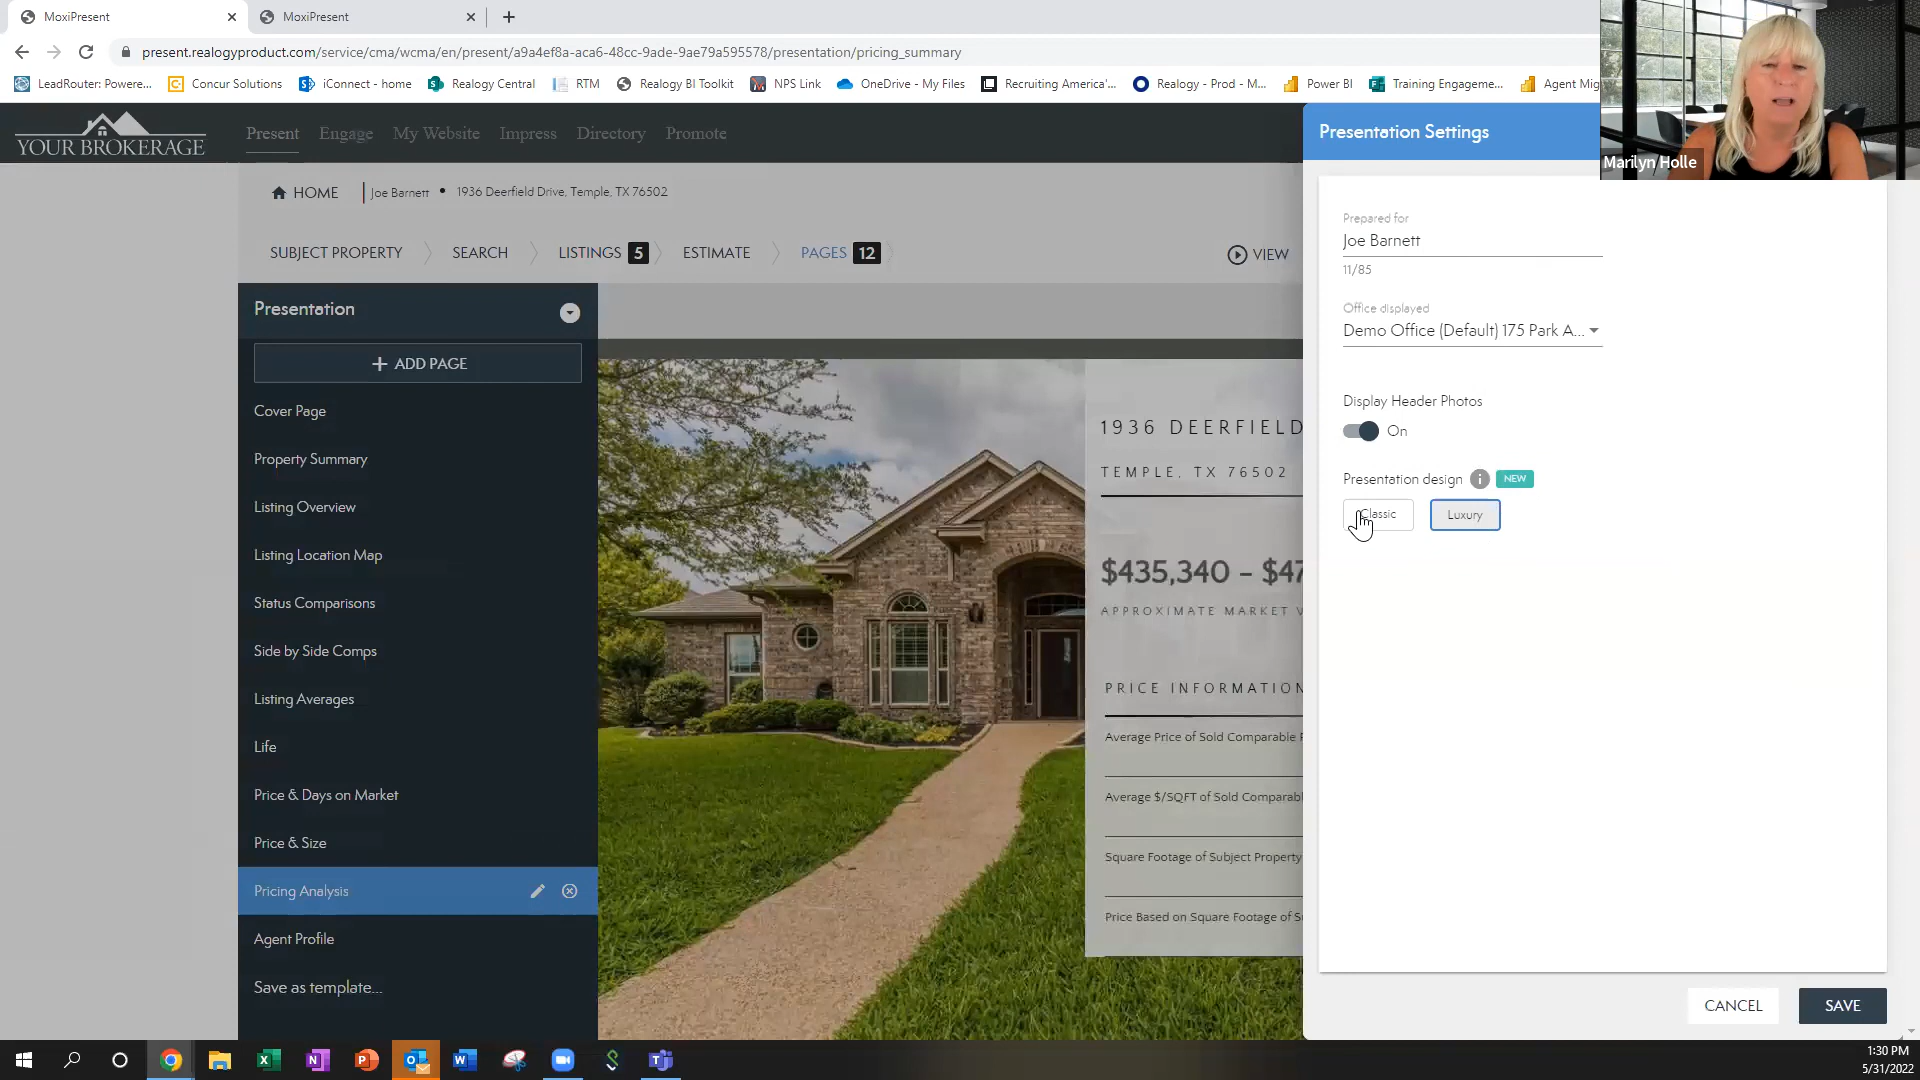 MoxiPresent
MoxiPresent
present.realogyproduct.com/service/cma/wcma/en/present/a9a4ef8a-aca6-48cc-9ade-9ae79a595578/presentation/pricing_summary
LeadRouter: Powere... Concur Solutions iConnect - home Realogy Central RTM Realogy BI Toolkit NPS Link OneDrive - My Files Recruiting America'... Realogy - Prod - M... Power BI Training Engageme... Agent Mig
YOUR BROKERAGE
Present Engage My Website Impress Directory Promote
Presentation Settings
Marilyn Holle
HOME Joe Barnett • 1936 Deerfield Drive, Temple, TX 76502
SUBJECT PROPERTY SEARCH LISTINGS 5 ESTIMATE PAGES 12 VIEW
Presentation
+ ADD PAGE
Cover Page
Property Summary
Listing Overview
Listing Location Map
Status Comparisons
Side by Side Comps
Listing Averages
Life
Price & Days on Market
Price & Size
Pricing Analysis
Agent Profile
Save as template...
1936 DEERFIELD
TEMPLE, TX 76502
$435,340 – $47
APPROXIMATE MARKET V
PRICE INFORMATION
Average Price of Sold Comparable
Average $/SQFT of Sold Comparabl
Square Footage of Subject Property
Price Based on Square Footage of S
Prepared for
Joe Barnett
11/85
Office displayed
Demo Office (Default) 175 Park A...
Display Header Photos
On
Presentation design i NEW
Classic Luxury
CANCEL SAVE
1:30 PM
5/31/2022